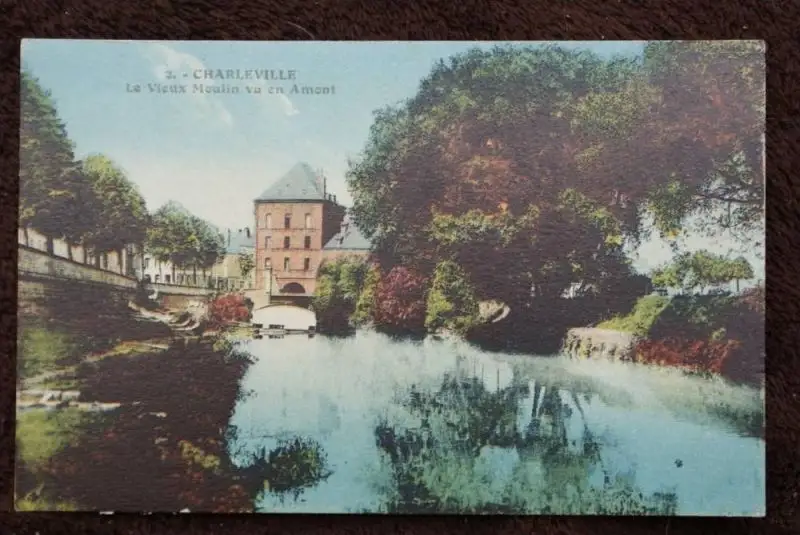 2. - CHARLEVILLE
Le Vieux Moulin vu en Amont